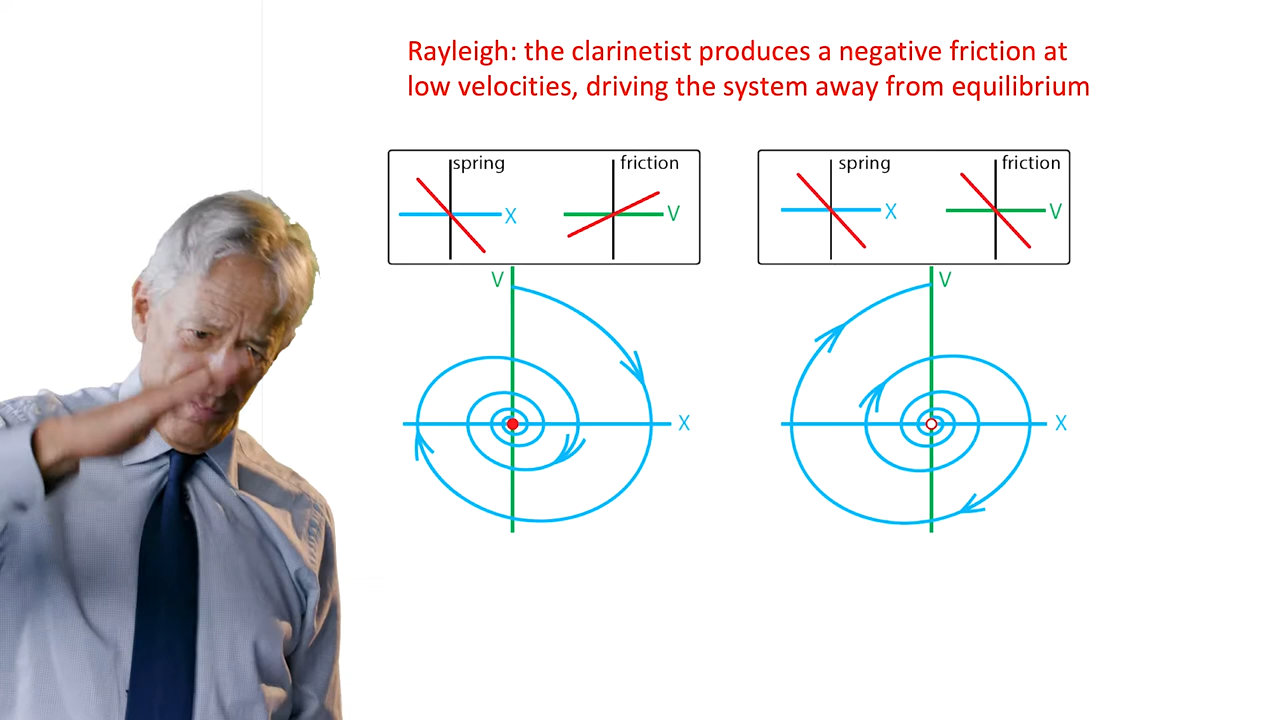 Rayleigh: the clarinetist produces a negative friction at
low velocities, driving the system away from equilibrium
spring
X
friction
V
spring
X
friction
V
V
X
V
X